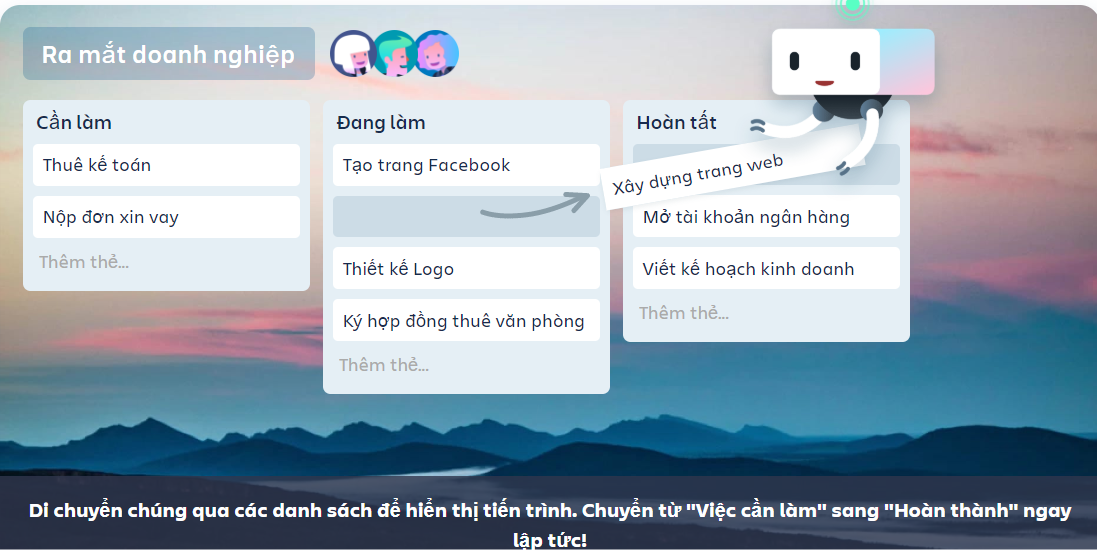 Ra mắt doanh nghiệp
Cần làm
Thuê kế toán
Nộp đơn xin vay
Thêm thẻ...
Đang làm
Tạo trang Facebook
Thiết kế Logo
Ký hợp đồng thuê văn phòng
Thêm thẻ...
Hoàn tất
Xây dựng trang web
Mở tài khoản ngân hàng
Viết kế hoạch kinh doanh
Thêm thẻ...
Di chuyển chúng qua các danh sách để hiển thị tiến trình. Chuyển từ "Việc cần làm" sang "Hoàn thành" ngay
lập tức!